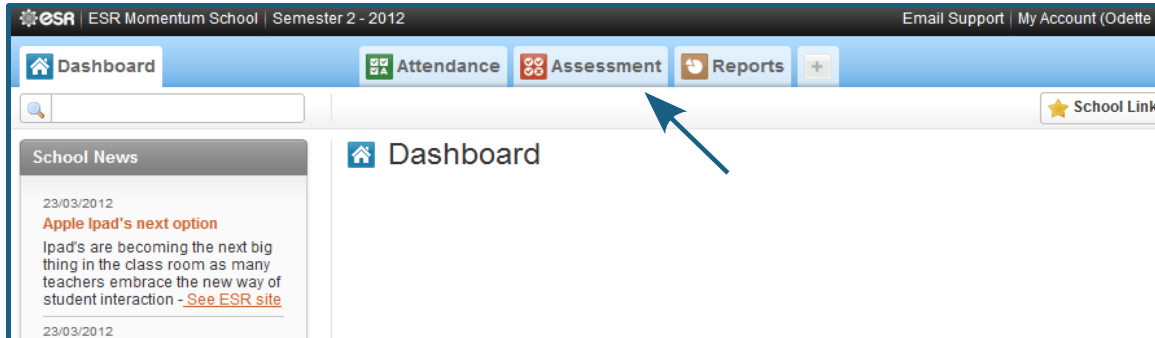 esr | ESR Momentum School | Semester 2 - 2012
Email Support | My Account (Odette
Dashboard
Attendance
Assessment
Reports
+
School Link
School News
Dashboard
23/03/2012
Apple Ipad's next option
Ipad's are becoming the next big
thing in the class room as many
teachers embrace the new way of
student interaction - See ESR site
23/03/2012